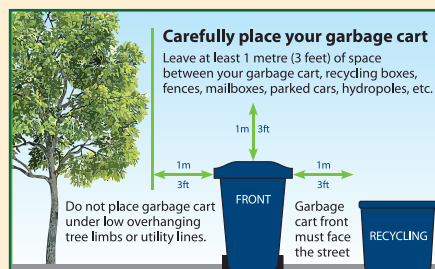 Carefully place your garbage cart
Leave at least 1 metre (3 feet) of space
between your garbage cart, recycling boxes,
fences, mailboxes, parked cars, hydropoles, etc.
1m 3ft
1m
3ft
1m
3ft
Do not place garbage cart
under low overhanging
tree limbs or utility lines.
FRONT
Garbage
cart front
must face
the street
RECYCLING